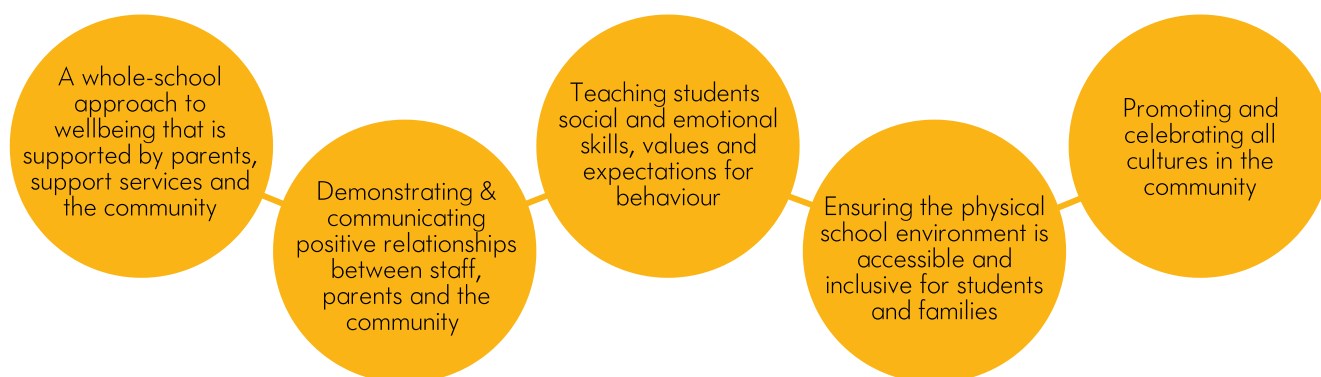 A whole-school
approach to
wellbeing that is
supported by parents,
support services and
the community
Demonstrating &
communicating
positive relationships
between staff,
parents and the
community
Teaching students
social and emotional
skills, values and
expectations for
behaviour
Ensuring the physical
school environment is
accessible and
inclusive for students
and families
Promoting and
celebrating all
cultures in the
community